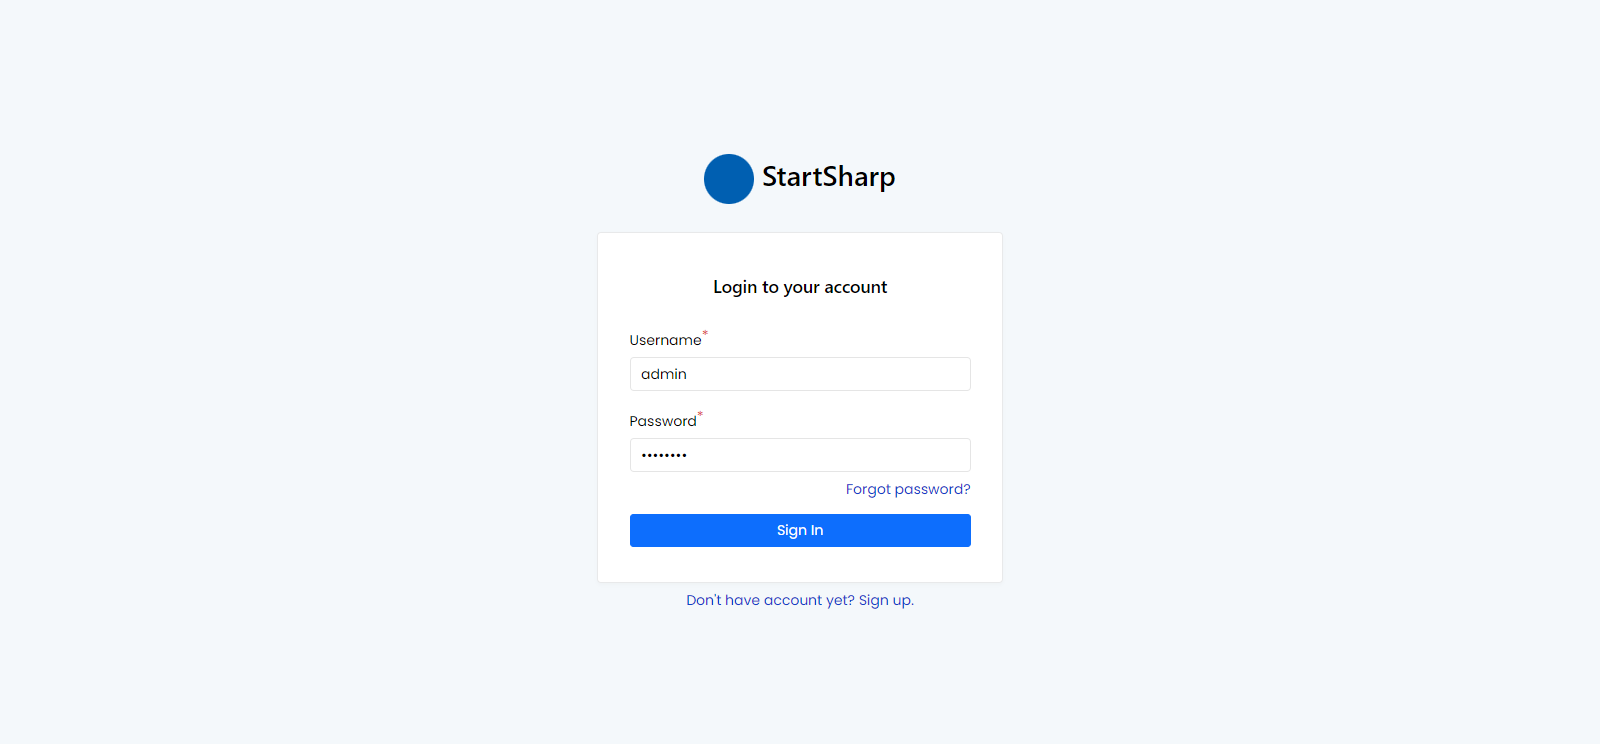 StartSharp
Login to your account
Username*
admin
Password*
••••••••
Forgot password?
Sign In
Don't have account yet? Sign up.